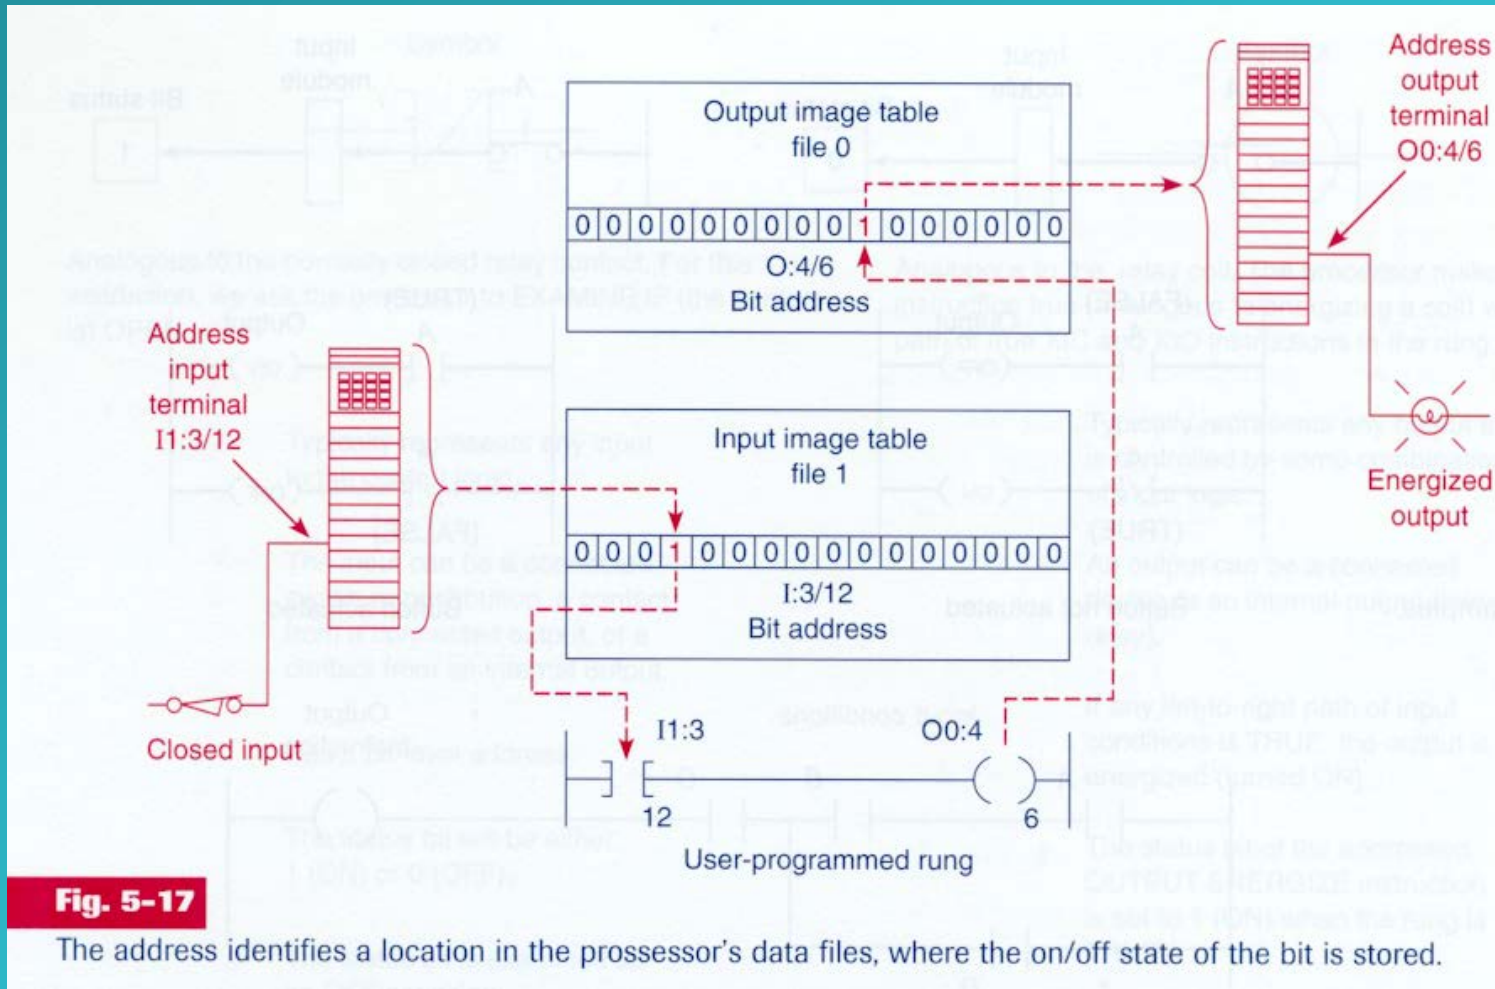 Address
output
terminal
O0:4/6
Output image table
file 0
0 0 0 0 0 0 0 0 0 1 0 0 0 0 0 0
O:4/6
Bit address
Address
input
terminal
I1:3/12
Input image table
file 1
0 0 0 1 0 0 0 0 0 0 0 0 0 0 0 0
I:3/12
Bit address
Energized
output
Closed input
I1:3
O0:4
12
6
User-programmed rung
Fig. 5-17
The address identifies a location in the prossessor's data files, where the on/off state of the bit is stored.